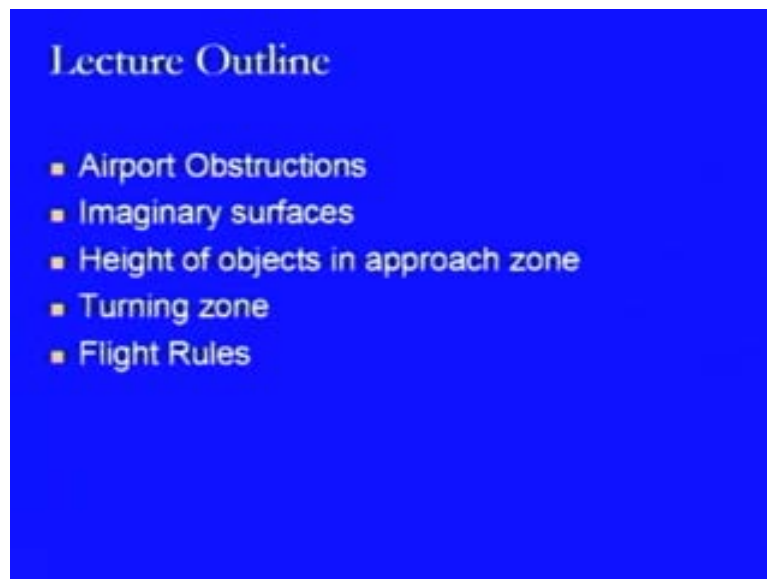 Lecture Outline
Airport Obstructions
Imaginary surfaces
Height of objects in approach zone
Turning zone
Flight Rules